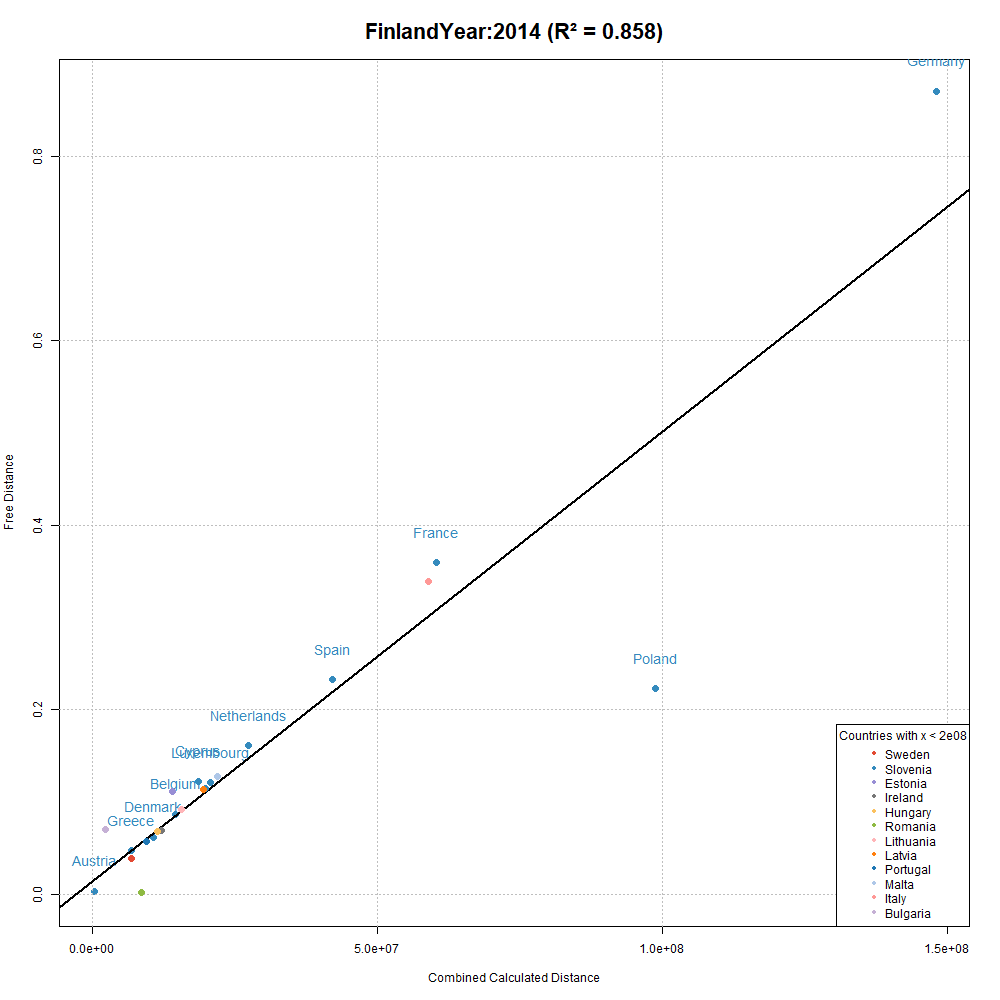 FinlandYear:2014 (R² = 0.858)
Germany
0.8
0.6
Free Distance
0.4
France
Spain
Poland
0.2
Netherlands
Cyprus
Luxembourg
Belgium
Denmark
Greece
Austria
0.0
Countries with x < 2e08
Sweden
Slovenia
Estonia
Ireland
Hungary
Romania
Lithuania
Latvia
Portugal
Malta
Italy
Bulgaria
0.0e+00 5.0e+07 1.0e+08 1.5e+08
Combined Calculated Distance